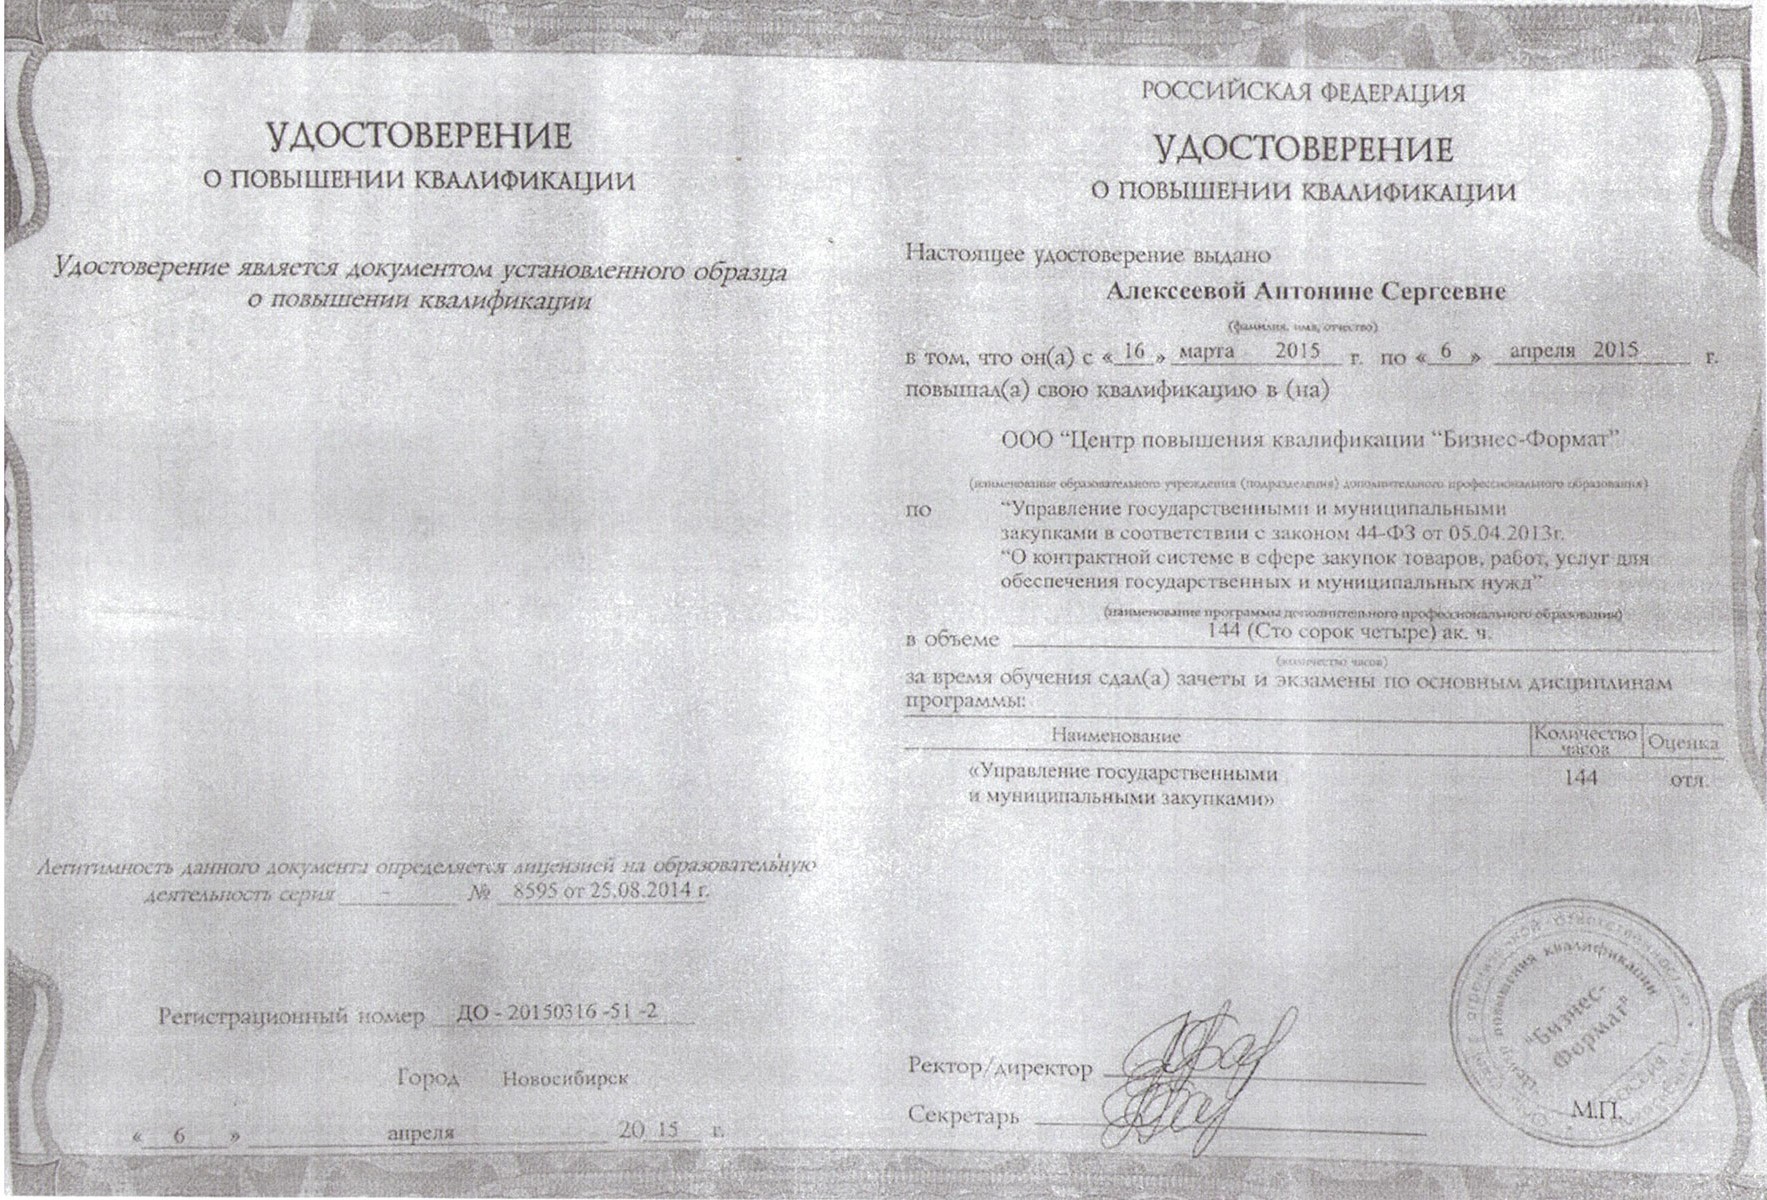 УДОСТОВЕРЕНИЕ
О ПОВЫШЕНИИ КВАЛИФИКАЦИИ
Удостоверение является документом установленного образца
о повышении квалификации
Легитимность данного документа определяется лицензией на образовательную
деятельность серия - № 8595 от 25.08.2014 г.
Регистрационный номер ДО - 20150316 -51 -2
Город Новосибирск
« 6 » апреля 20 15 г.
РОССИЙСКАЯ ФЕДЕРАЦИЯ
УДОСТОВЕРЕНИЕ
О ПОВЫШЕНИИ КВАЛИФИКАЦИИ
Настоящее удостоверение выдано
Алексеевой Антонине Сергеевне
(фамилия, имя, отчество)
в том, что он(а) с « 16 » марта 2015 г. по « 6 » апреля 2015 г.
повышал(а) свою квалификацию в (на)
ООО “Центр повышения квалификации “Бизнес-Формат”
(наименование образовательного учреждения (подразделения) дополнительного профессионального образования)
по “Управление государственными и муниципальными
закупками в соответствии с законом 44-ФЗ от 05.04.2013г.
“О контрактной системе в сфере закупок товаров, работ, услуг для
обеспечения государственных и муниципальных нужд”
(наименование программы дополнительного профессионального образования)
в объеме 144 (Сто сорок четыре) ак. ч.
(количество часов)
за время обучения сдал(а) зачеты и экзамены по основным дисциплинам
программы:
Наименование Количество часов Оценка
«Управление государственными 144 отл.
и муниципальными закупками»
Ректор/директор
Секретарь
М.П.
ограниченной ответственностью
Центр повышения квалификации
"Бизнес-
Формат"
Россия